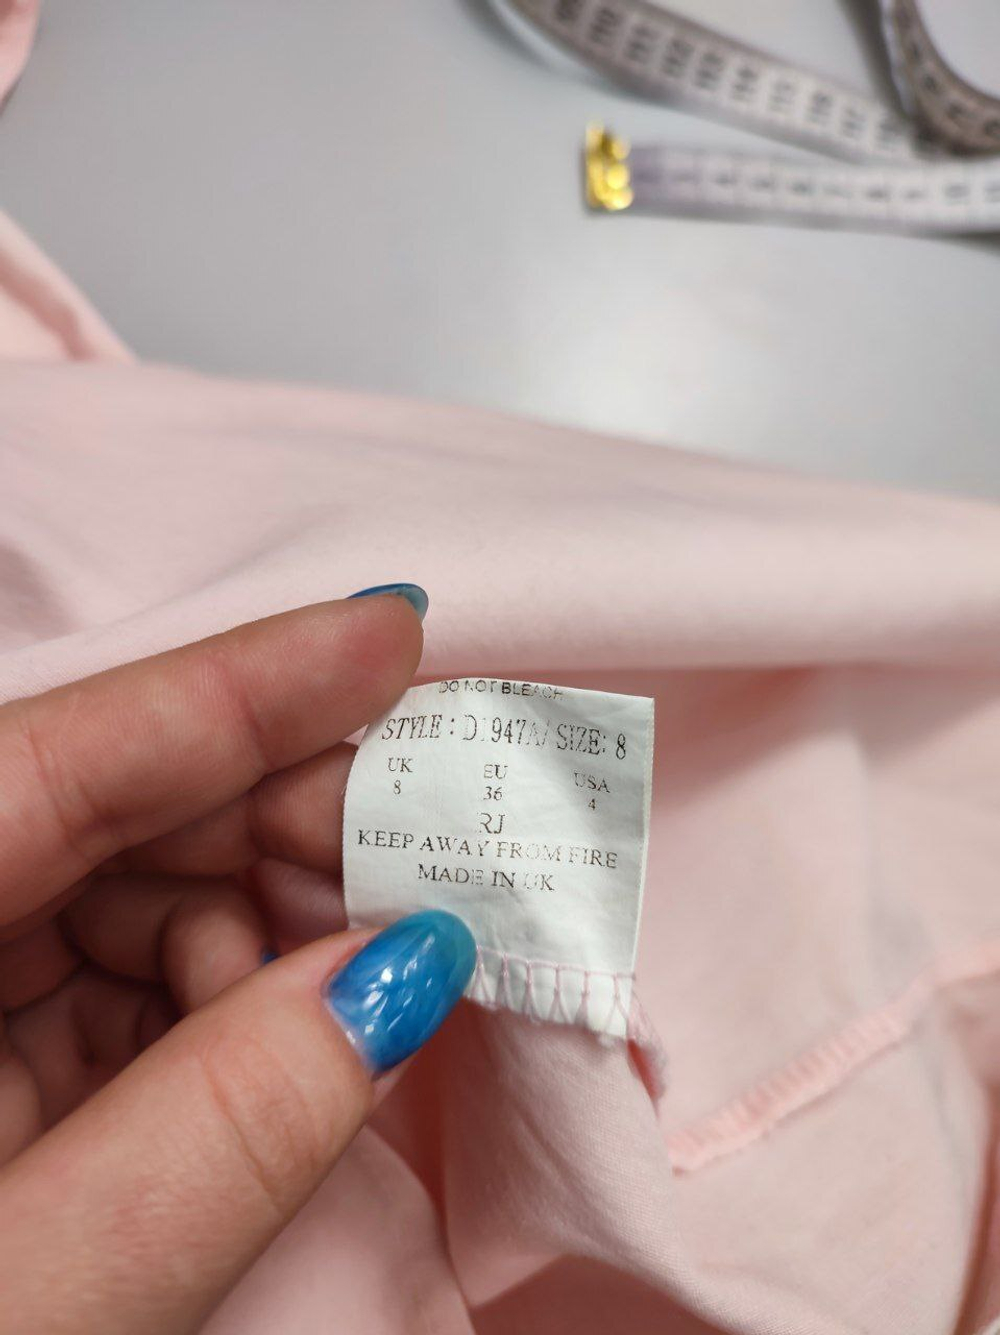 DO NOT BLEACH
STYLE : D1947A/ SIZE: 8
UK EU USA
8 36 4
RJ
KEEP AWAY FROM FIRE
MADE IN UK